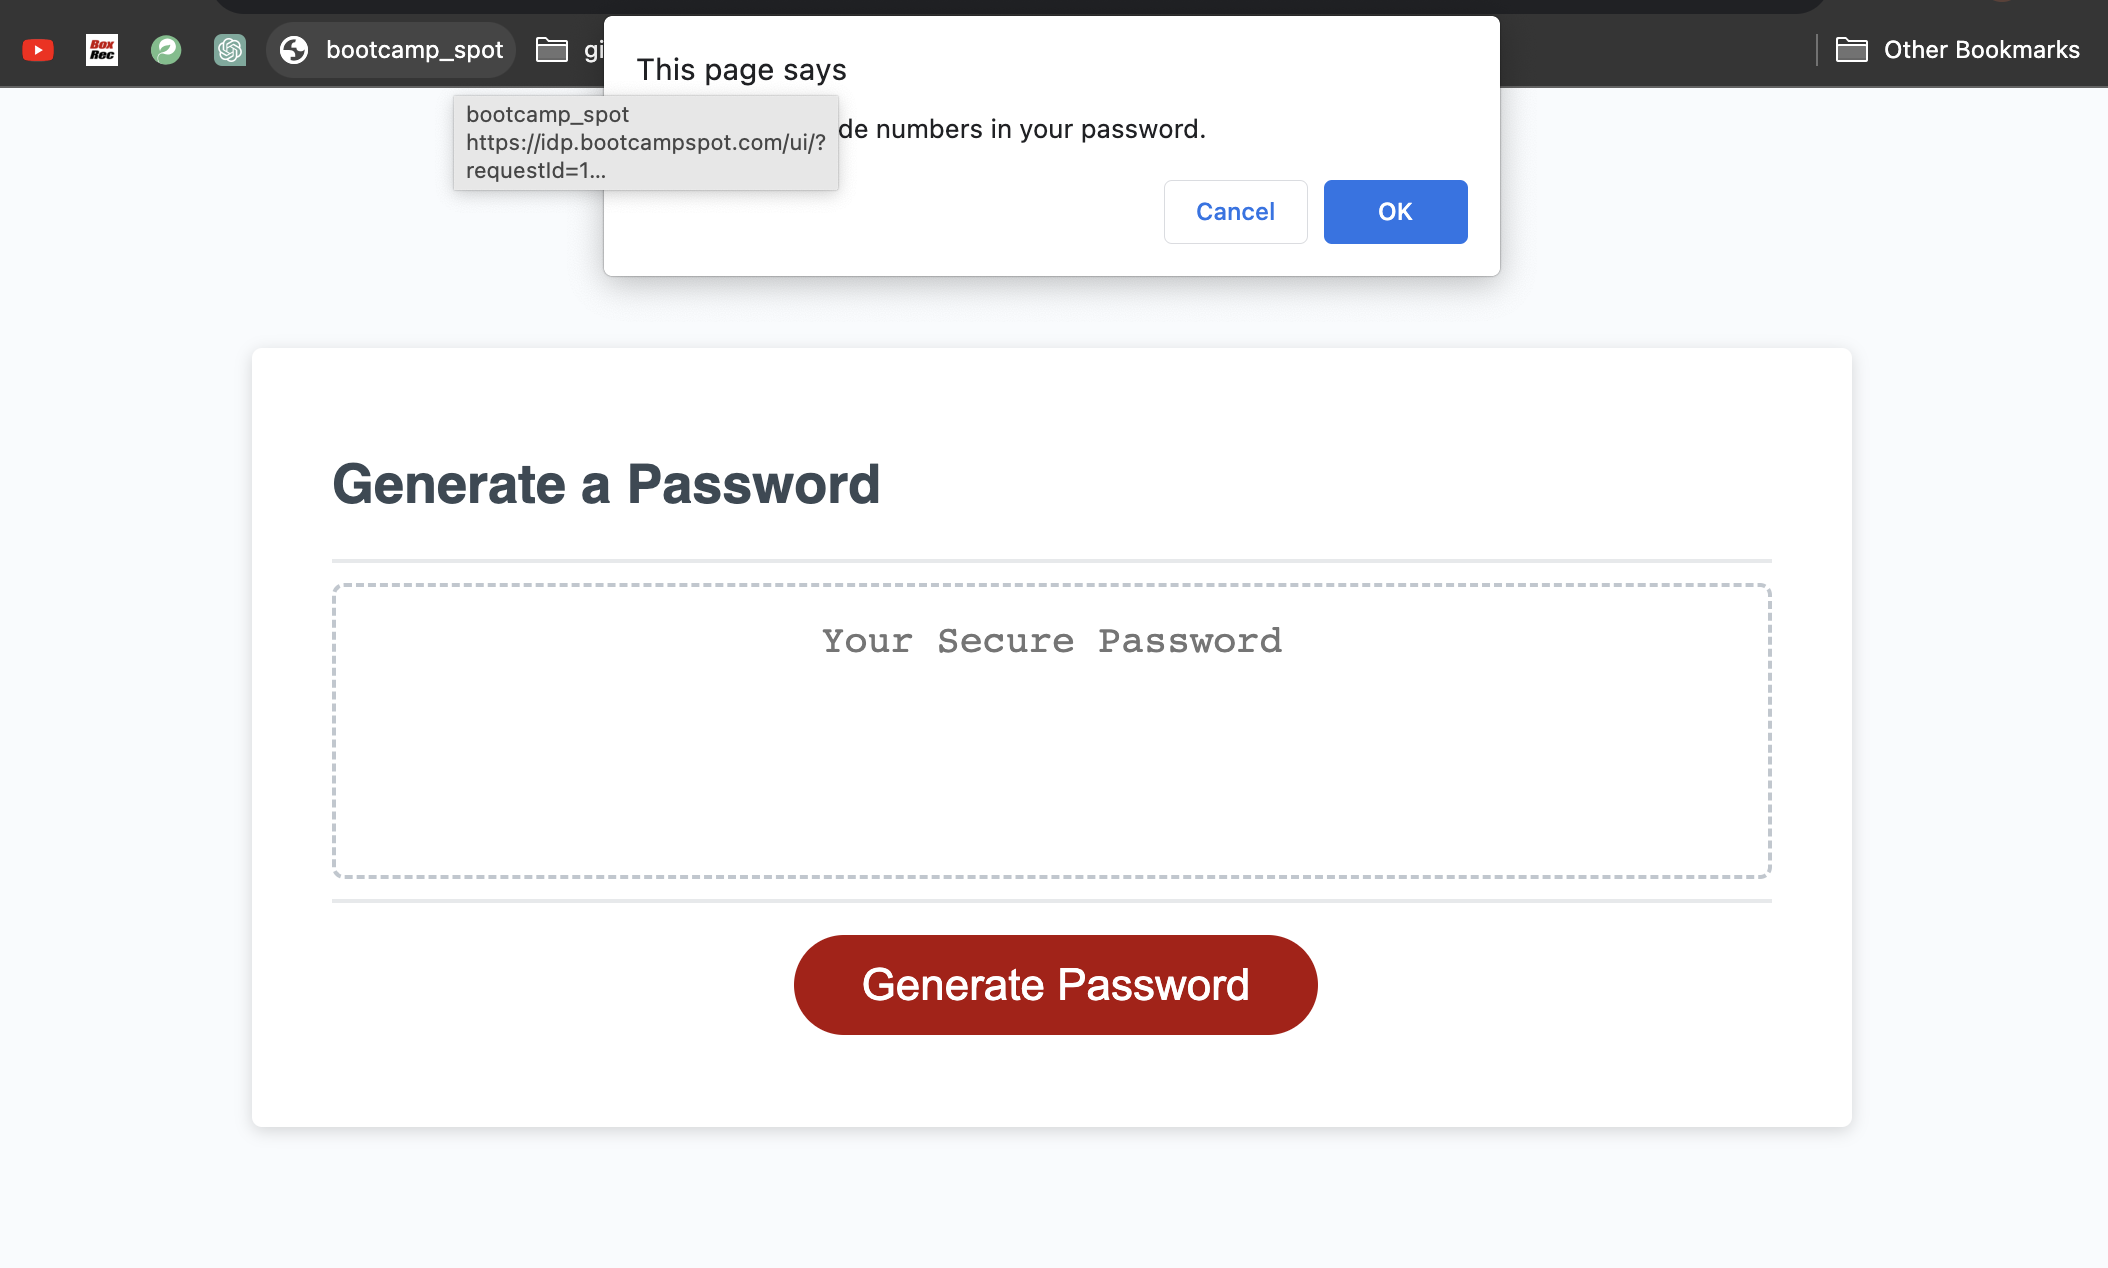 Box
Rec
bootcamp_spot
gi
Other Bookmarks
This page says
de numbers in your password.
bootcamp_spot
https://idp.bootcampspot.com/ui/?
requestId=1...
Cancel
OK
Generate a Password
Your Secure Password
Generate Password